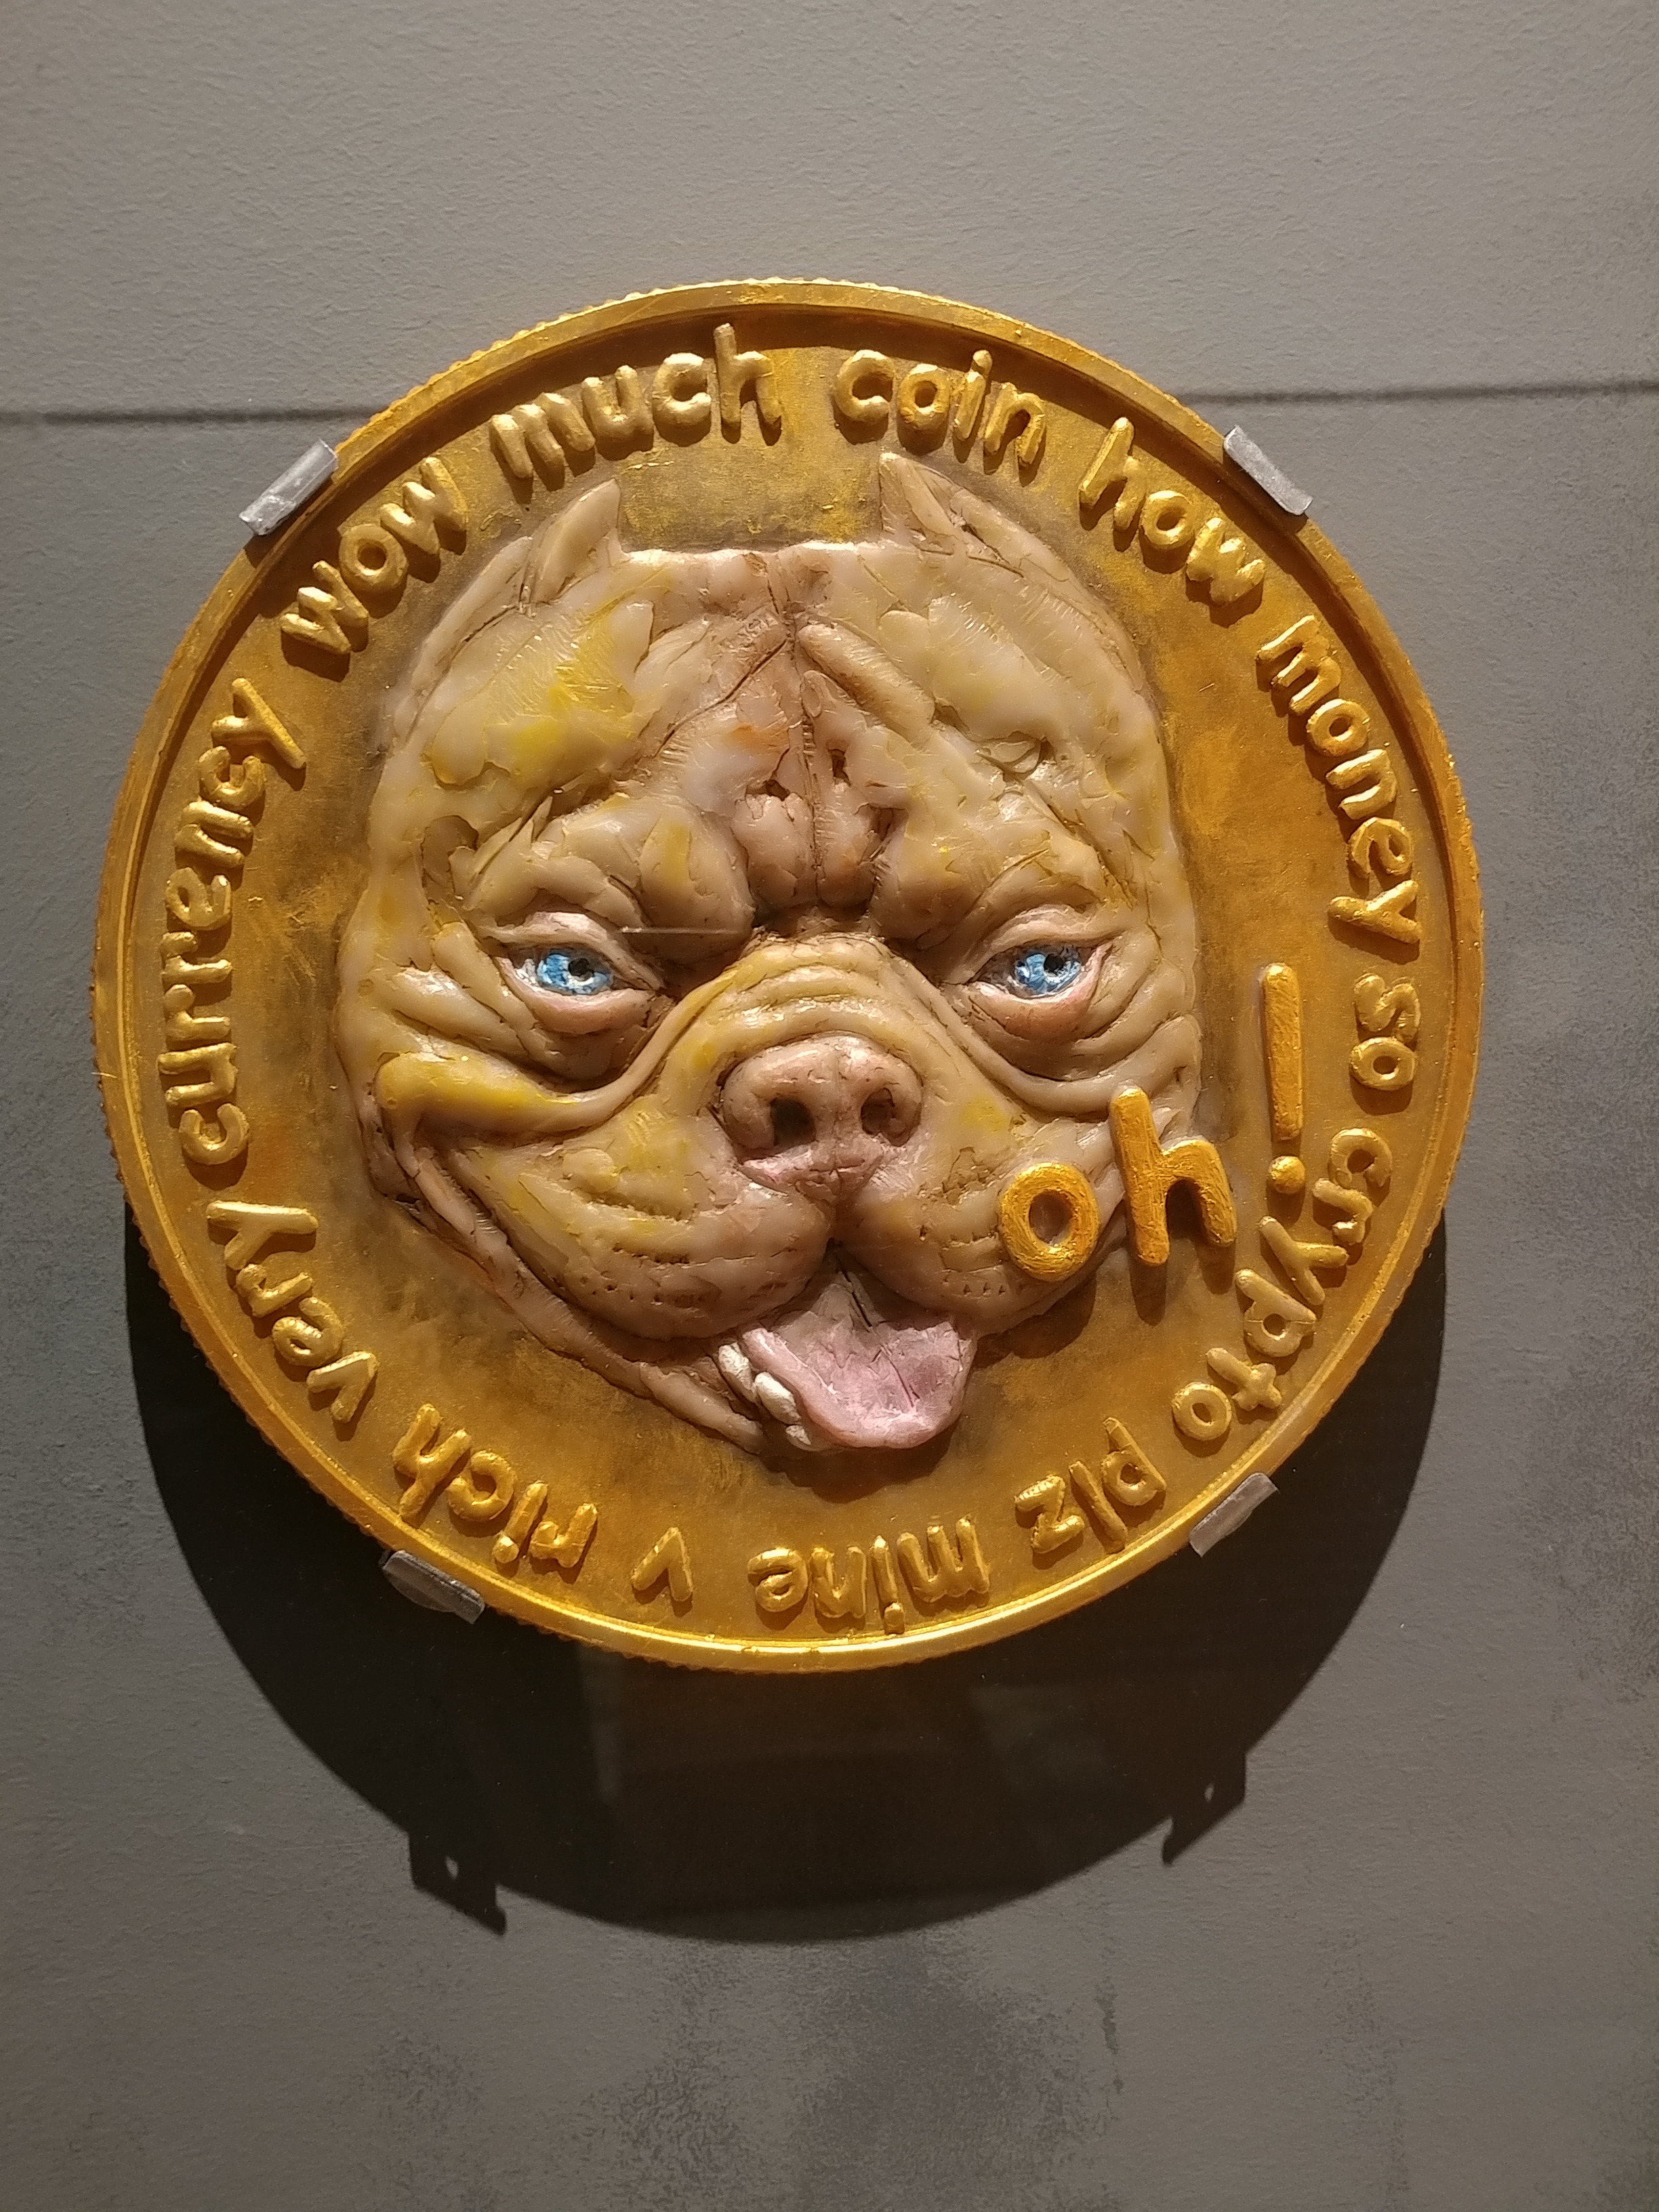 wow much coin how money so crypto plz mine v rich very currency
oh!